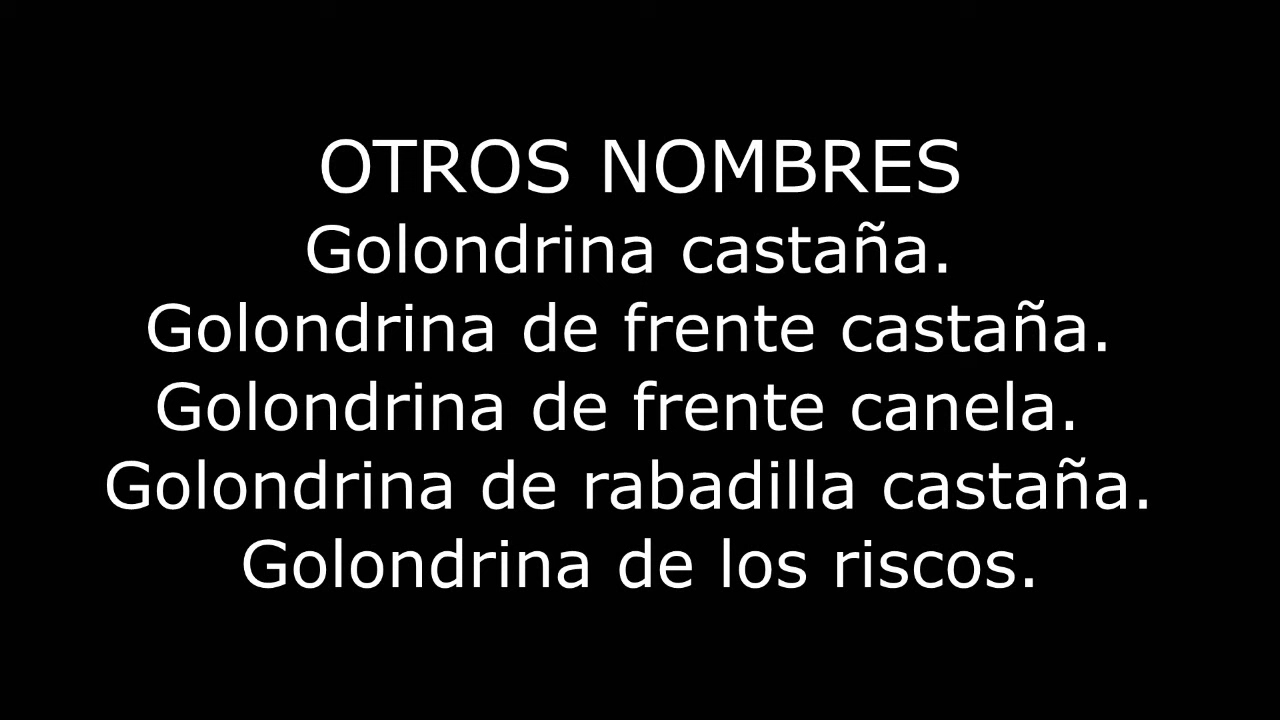 OTROS NOMBRES
Golondrina castaña.
Golondrina de frente castaña.
Golondrina de frente canela.
Golondrina de rabadilla castaña.
Golondrina de los riscos.